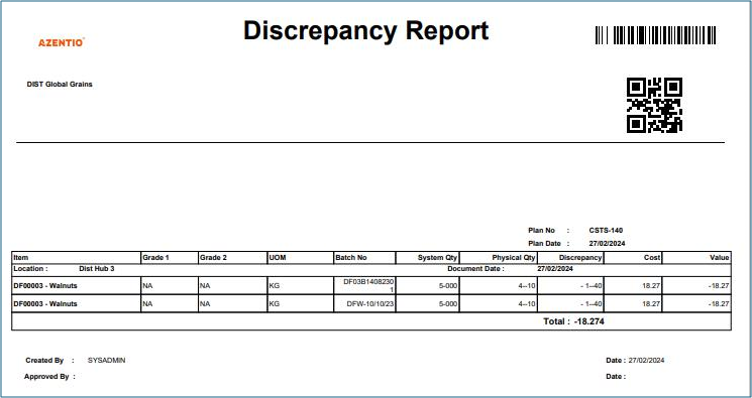 Discrepancy Report
AZENTIO
DIST Global Grains
Plan No : CSTS-140
Plan Date : 27/02/2024
Item Grade 1 Grade 2 UOM Batch No System Qty Physical Qty Discrepancy Cost Value
Location : Dist Hub 3 Document Date : 27/02/2024
DF00003 - Walnuts NA NA KG DF03B1408230 5-000 4--10 - 1--40 18.27 -18.27
1
DF00003 - Walnuts NA NA KG DFW-10/10/23 5-000 4--10 - 1--40 18.27 -18.27
Total : -18.274
Created By : SYSADMIN Date : 27/02/2024
Approved By : Date :